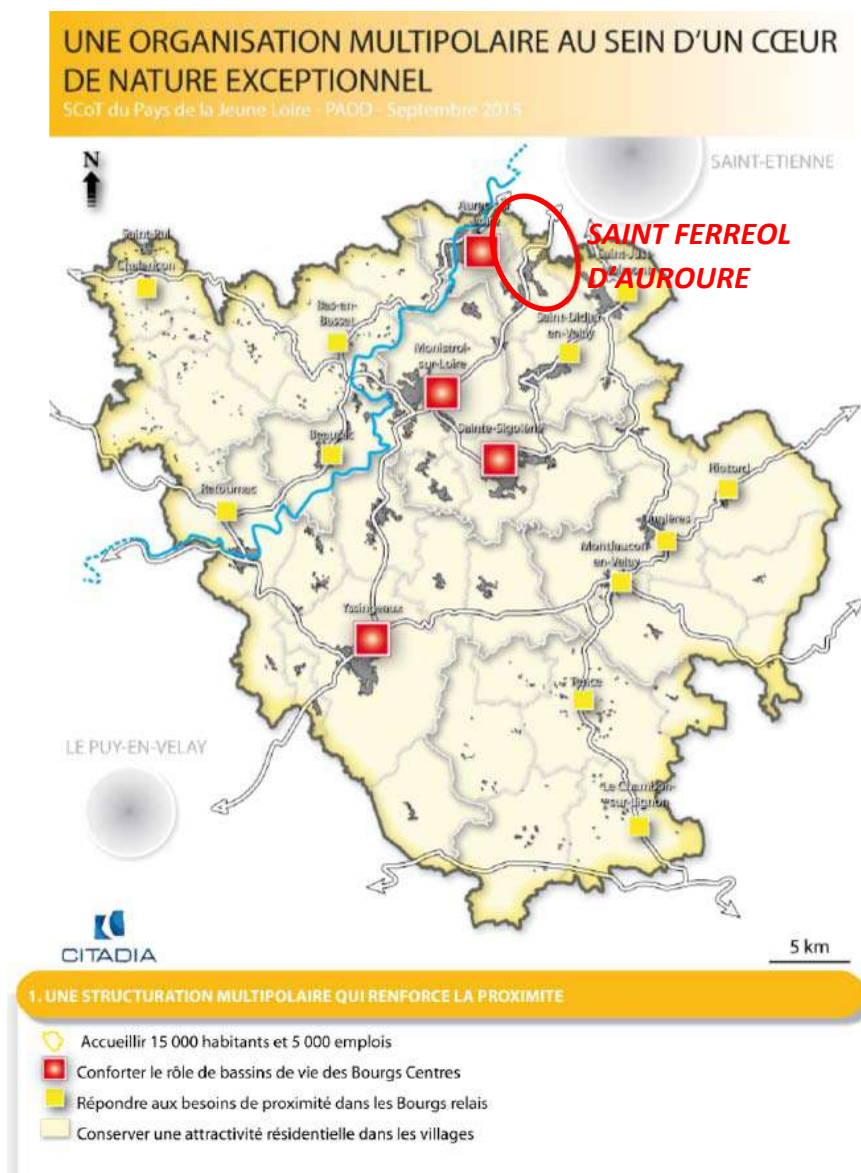 UNE ORGANISATION MULTIPOLAIRE AU SEIN D'UN CŒUR
DE NATURE EXCEPTIONNEL
SCoT du Pays de la Jeune Loire - PADD - Septembre 2015
N
SAINT-ETIENNE
SAINT FERREOL
D'AUROURE
Bas-en-
Basset
Saint-Didier
en-Velay
Monistrol-
sur-Loire
Sainte-Sigolène
Beauzac
Retournac
Riotord
Dunières
Montfaucon
en-Velay
Yssingeaux
Tence
LE PUY-EN-VELAY
Le Chambon-
sur-Lignon
CITADIA
5 km
1. UNE STRUCTURATION MULTIPOLAIRE QUI RENFORCE LA PROXIMITE
Accueillir 15 000 habitants et 5 000 emplois
Conforter le rôle de bassins de vie des Bourgs Centres
Répondre aux besoins de proximité dans les Bourgs relais
Conserver une attractivité résidentielle dans les villages